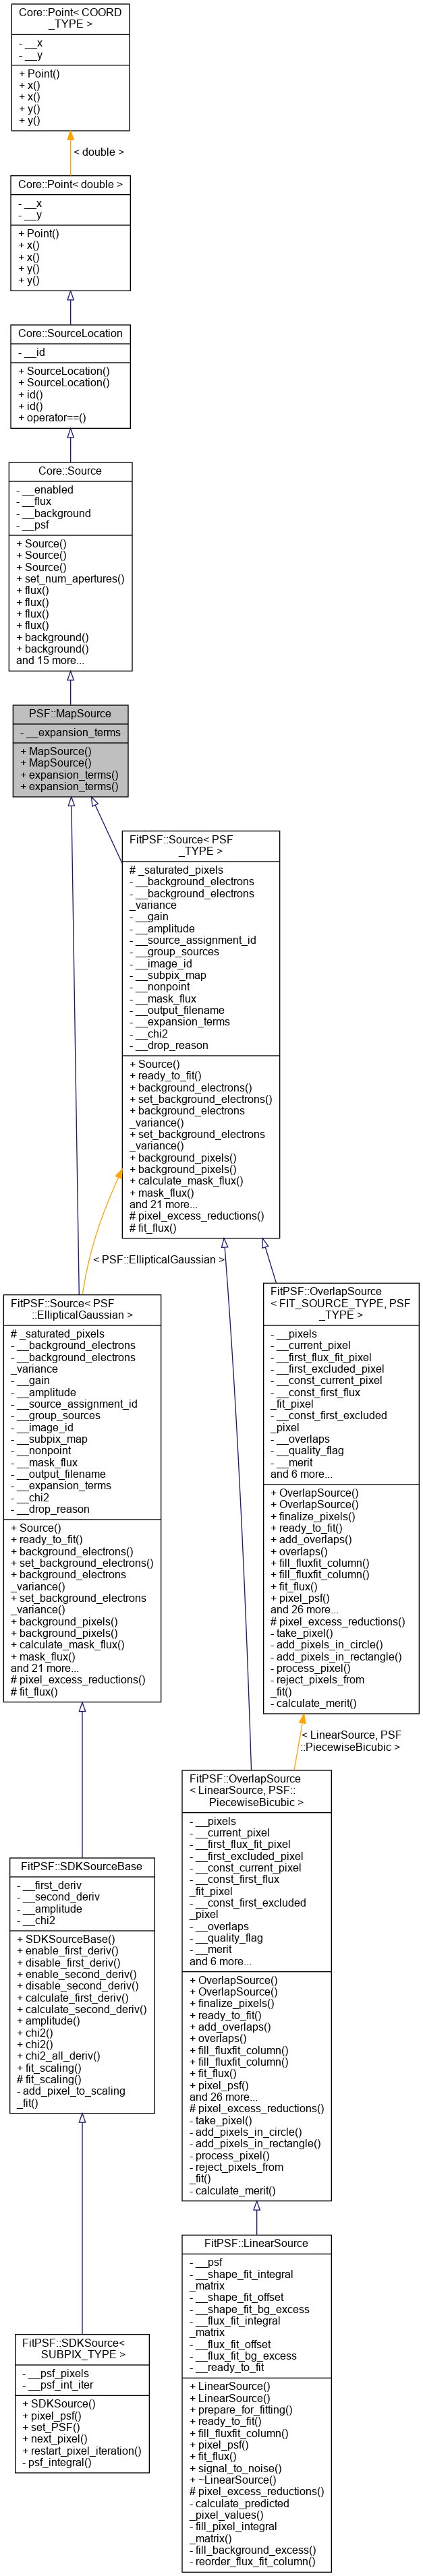 Core::Point< COORD
_TYPE >
- __x
- __y
+ Point()
+ x()
+ x()
+ y()
+ y()
< double >
Core::Point< double >
- __x
- __y
+ Point()
+ x()
+ x()
+ y()
+ y()
Core::SourceLocation
- __id
+ SourceLocation()
+ SourceLocation()
+ id()
+ id()
+ operator==()
Core::Source
- __enabled
- __flux
- __background
- __psf
+ Source()
+ Source()
+ Source()
+ set_num_apertures()
+ flux()
+ flux()
+ flux()
+ flux()
+ background()
+ background()
and 15 more...
PSF::MapSource
- __expansion_terms
+ MapSource()
+ MapSource()
+ expansion_terms()
+ expansion_terms()
FitPSF::Source< PSF
_TYPE >
# _saturated_pixels
- __background_electrons
- __background_electrons
_variance
- __gain
- __amplitude
- __source_assignment_id
- __group_sources
- __image_id
- __subpix_map
- __nonpoint
- __mask_flux
- __output_filename
- __expansion_terms
- __chi2
- __drop_reason
+ Source()
+ ready_to_fit()
+ background_electrons()
+ set_background_electrons()
+ background_electrons
_variance()
+ set_background_electrons
_variance()
+ background_pixels()
+ background_pixels()
+ calculate_mask_flux()
+ mask_flux()
and 21 more...
# pixel_excess_reductions()
# fit_flux()
< PSF::EllipticalGaussian >
FitPSF::Source< PSF
::EllipticalGaussian >
# _saturated_pixels
- __background_electrons
- __background_electrons
_variance
- __gain
- __amplitude
- __source_assignment_id
- __group_sources
- __image_id
- __subpix_map
- __nonpoint
- __mask_flux
- __output_filename
- __expansion_terms
- __chi2
- __drop_reason
+ Source()
+ ready_to_fit()
+ background_electrons()
+ set_background_electrons()
+ background_electrons
_variance()
+ set_background_electrons
_variance()
+ background_pixels()
+ background_pixels()
+ calculate_mask_flux()
+ mask_flux()
and 21 more...
# pixel_excess_reductions()
# fit_flux()
FitPSF::OverlapSource
< FIT_SOURCE_TYPE, PSF
_TYPE >
- __pixels
- __current_pixel
- __first_flux_fit_pixel
- __first_excluded_pixel
- __const_current_pixel
- __const_first_flux
_fit_pixel
- __const_first_excluded
_pixel
- __overlaps
- __quality_flag
- __merit
and 6 more...
+ OverlapSource()
+ OverlapSource()
+ finalize_pixels()
+ ready_to_fit()
+ add_overlaps()
+ overlaps()
+ fill_fluxfit_column()
+ fill_fluxfit_column()
+ fit_flux()
+ pixel_psf()
and 26 more...
# pixel_excess_reductions()
- take_pixel()
- add_pixels_in_circle()
- add_pixels_in_rectangle()
- process_pixel()
- reject_pixels_from
_fit()
- calculate_merit()
< LinearSource, PSF
::PiecewiseBicubic >
FitPSF::OverlapSource
< LinearSource, PSF::
PiecewiseBicubic >
- __pixels
- __current_pixel
- __first_flux_fit_pixel
- __first_excluded_pixel
- __const_current_pixel
- __const_first_flux
_fit_pixel
- __const_first_excluded
_pixel
- __overlaps
- __quality_flag
- __merit
and 6 more...
+ OverlapSource()
+ OverlapSource()
+ finalize_pixels()
+ ready_to_fit()
+ add_overlaps()
+ overlaps()
+ fill_fluxfit_column()
+ fill_fluxfit_column()
+ fit_flux()
+ pixel_psf()
and 26 more...
# pixel_excess_reductions()
- take_pixel()
- add_pixels_in_circle()
- add_pixels_in_rectangle()
- process_pixel()
- reject_pixels_from
_fit()
- calculate_merit()
FitPSF::SDKSourceBase
- __first_deriv
- __second_deriv
- __amplitude
- __chi2
+ SDKSourceBase()
+ enable_first_deriv()
+ disable_first_deriv()
+ enable_second_deriv()
+ disable_second_deriv()
+ calculate_first_deriv()
+ calculate_second_deriv()
+ amplitude()
+ chi2()
+ chi2()
+ chi2_all_deriv()
+ fit_scaling()
# fit_scaling()
- add_pixel_to_scaling
_fit()
FitPSF::LinearSource
- __psf
- __shape_fit_integral
_matrix
- __shape_fit_offset
- __shape_fit_bg_excess
- __flux_fit_integral
_matrix
- __flux_fit_offset
- __flux_fit_bg_excess
- __ready_to_fit
+ LinearSource()
+ LinearSource()
+ prepare_for_fitting()
+ ready_to_fit()
+ fill_fluxfit_column()
+ pixel_psf()
+ fit_flux()
+ signal_to_noise()
+ ~LinearSource()
# pixel_excess_reductions()
- calculate_predicted
_pixel_values()
- fill_pixel_integral
_matrix()
- fill_background_excess()
- reorder_flux_fit_column()
FitPSF::SDKSource<
SUBPIX_TYPE >
- __psf_pixels
- __psf_int_iter
+ SDKSource()
+ pixel_psf()
+ set_PSF()
+ next_pixel()
+ restart_pixel_iteration()
- psf_integral()